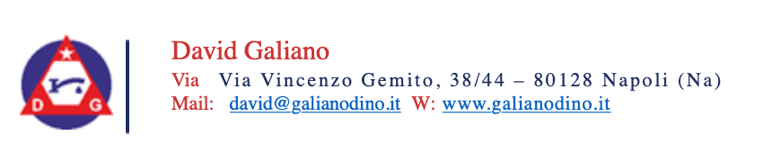 David Galiano
Via Via Vincenzo Gemito, 38/44 – 80128 Napoli (Na)
D G
Mail: david@galianodino.it W: www.galianodino.it